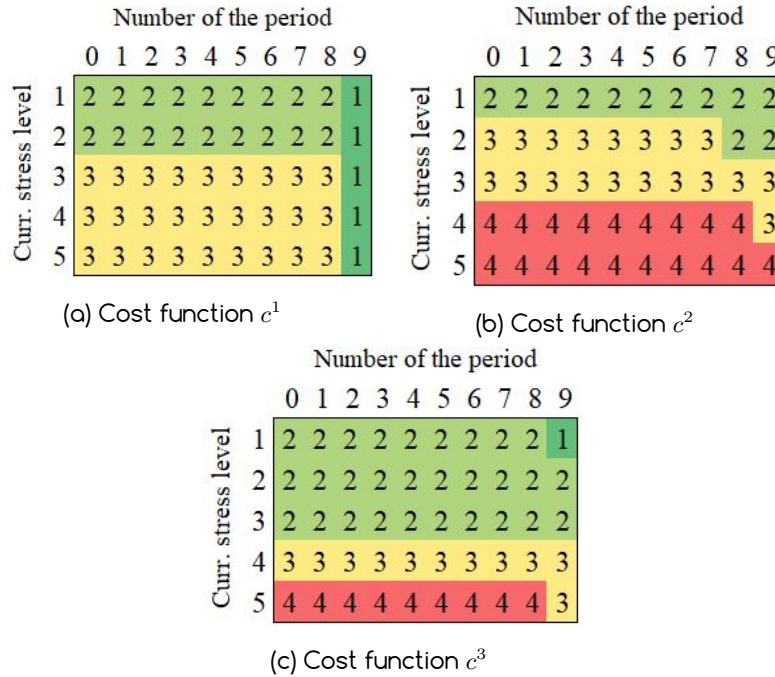 Number of the period
0 1 2 3 4 5 6 7 8 9
Curr. stress level
1 2 2 2 2 2 2 2 2 2 1
2 2 2 2 2 2 2 2 2 2 1
3 3 3 3 3 3 3 3 3 3 1
4 3 3 3 3 3 3 3 3 3 1
5 3 3 3 3 3 3 3 3 3 1
(a) Cost function c¹
Number of the period
0 1 2 3 4 5 6 7 8 9
Curr. stress level
1 2 2 2 2 2 2 2 2 2 2
2 3 3 3 3 3 3 3 3 2 2
3 3 3 3 3 3 3 3 3 3 3
4 4 4 4 4 4 4 4 4 4 3
5 4 4 4 4 4 4 4 4 4 4
(b) Cost function c²
Number of the period
0 1 2 3 4 5 6 7 8 9
Curr. stress level
1 2 2 2 2 2 2 2 2 2 1
2 2 2 2 2 2 2 2 2 2 2
3 2 2 2 2 2 2 2 2 2 2
4 3 3 3 3 3 3 3 3 3 3
5 4 4 4 4 4 4 4 4 4 3
(c) Cost function c³